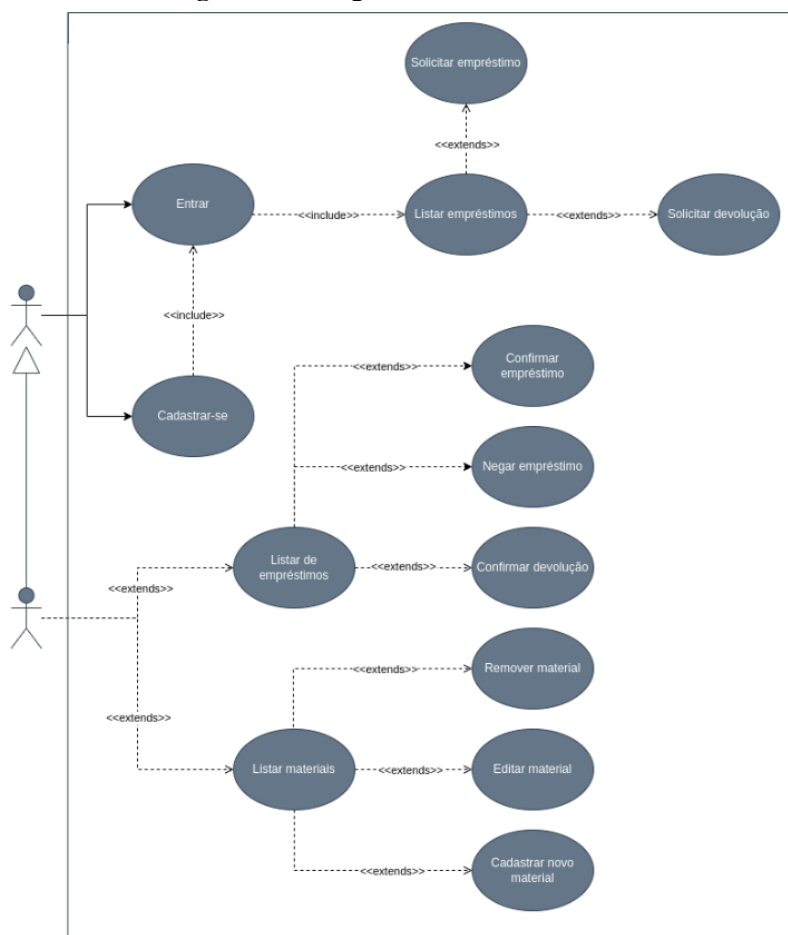 Solicitar empréstimo
<<extends>>
Entrar
<<include>>
Listar empréstimos
<<extends>>
Solicitar devolução
<<include>>
Cadastrar-se
<<extends>>
Confirmar
empréstimo
<<extends>>
Negar empréstimo
<<extends>>
Listar de
empréstimos
<<extends>>
Confirmar devolução
<<extends>>
Remover material
<<extends>>
Listar materiais
<<extends>>
Editar material
<<extends>>
Cadastrar novo
material